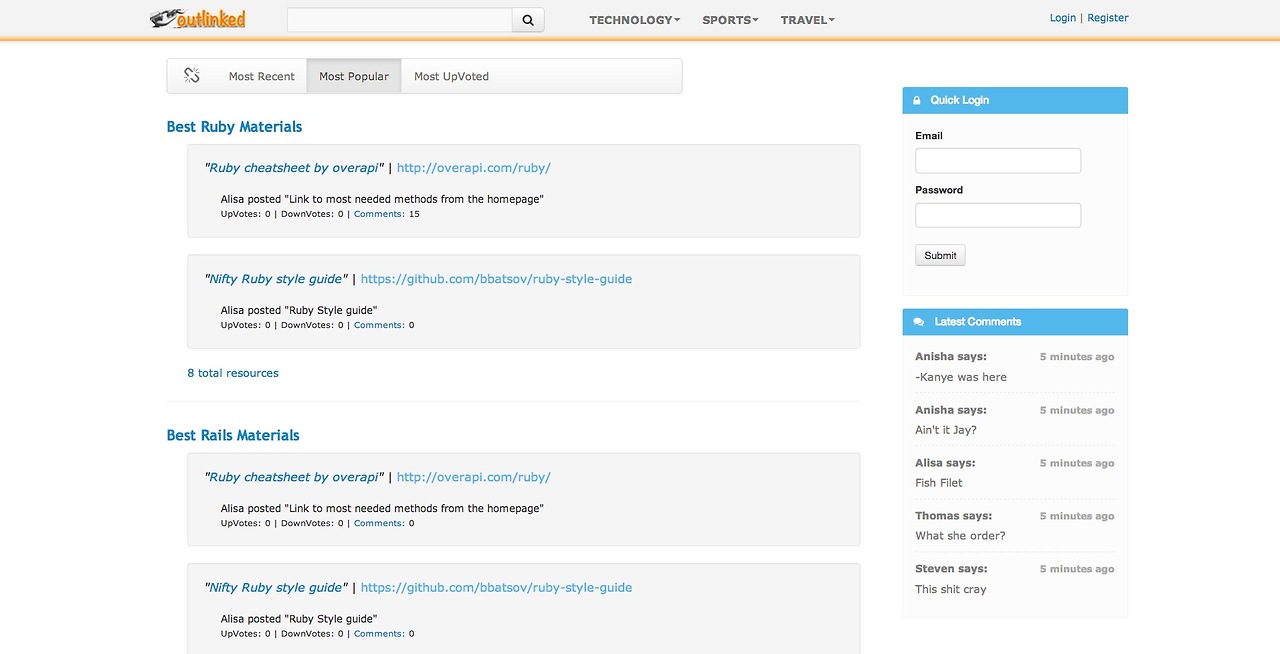 outlinked
TECHNOLOGY SPORTS TRAVEL
Login | Register
Most Recent Most Popular Most UpVoted
Best Ruby Materials
"Ruby cheatsheet by overapi" | http://overapi.com/ruby/
Alisa posted "Link to most needed methods from the homepage"
UpVotes: 0 | DownVotes: 0 | Comments: 15
"Nifty Ruby style guide" | https://github.com/bbatsov/ruby-style-guide
Alisa posted "Ruby Style guide"
UpVotes: 0 | DownVotes: 0 | Comments: 0
8 total resources
Best Rails Materials
"Ruby cheatsheet by overapi" | http://overapi.com/ruby/
Alisa posted "Link to most needed methods from the homepage"
UpVotes: 0 | DownVotes: 0 | Comments: 0
"Nifty Ruby style guide" | https://github.com/bbatsov/ruby-style-guide
Alisa posted "Ruby Style guide"
UpVotes: 0 | DownVotes: 0 | Comments: 0
Quick Login
Email
Password
Submit
Latest Comments
Anisha says: 5 minutes ago
-Kanye was here
Anisha says: 5 minutes ago
Ain't it Jay?
Alisa says: 5 minutes ago
Fish Filet
Thomas says: 5 minutes ago
What she order?
Steven says: 5 minutes ago
This shit cray